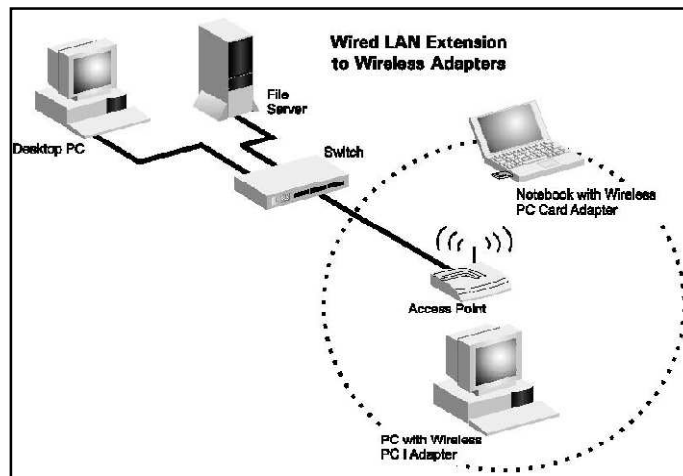 Wired LAN Extension
to Wireless Adapters
File
Server
Desktop PC
Switch
Notebook with Wireless
PC Card Adapter
Access Point
PC with Wireless
PC I Adapter